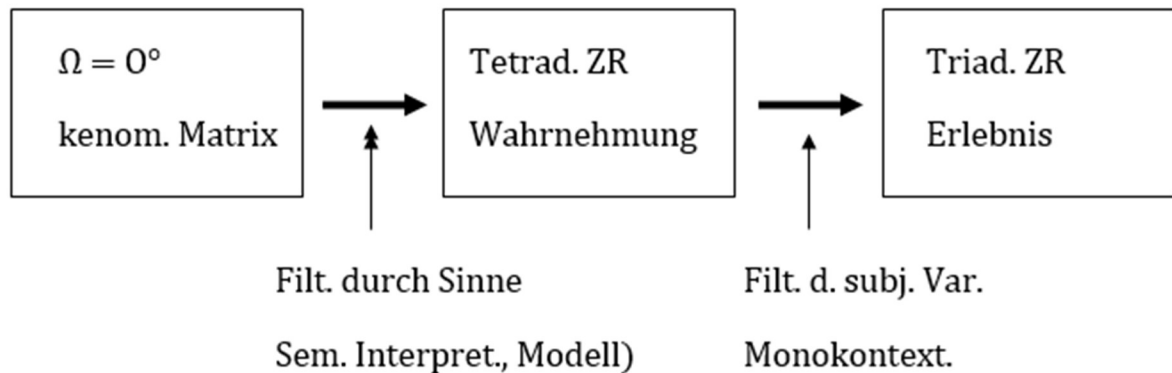 Ω = O°
kenom. Matrix
Tetrad. ZR
Wahrnehmung
Triad. ZR
Erlebnis
Filt. durch Sinne
Sem. Interpret., Modell)
Filt. d. subj. Var.
Monokontext.